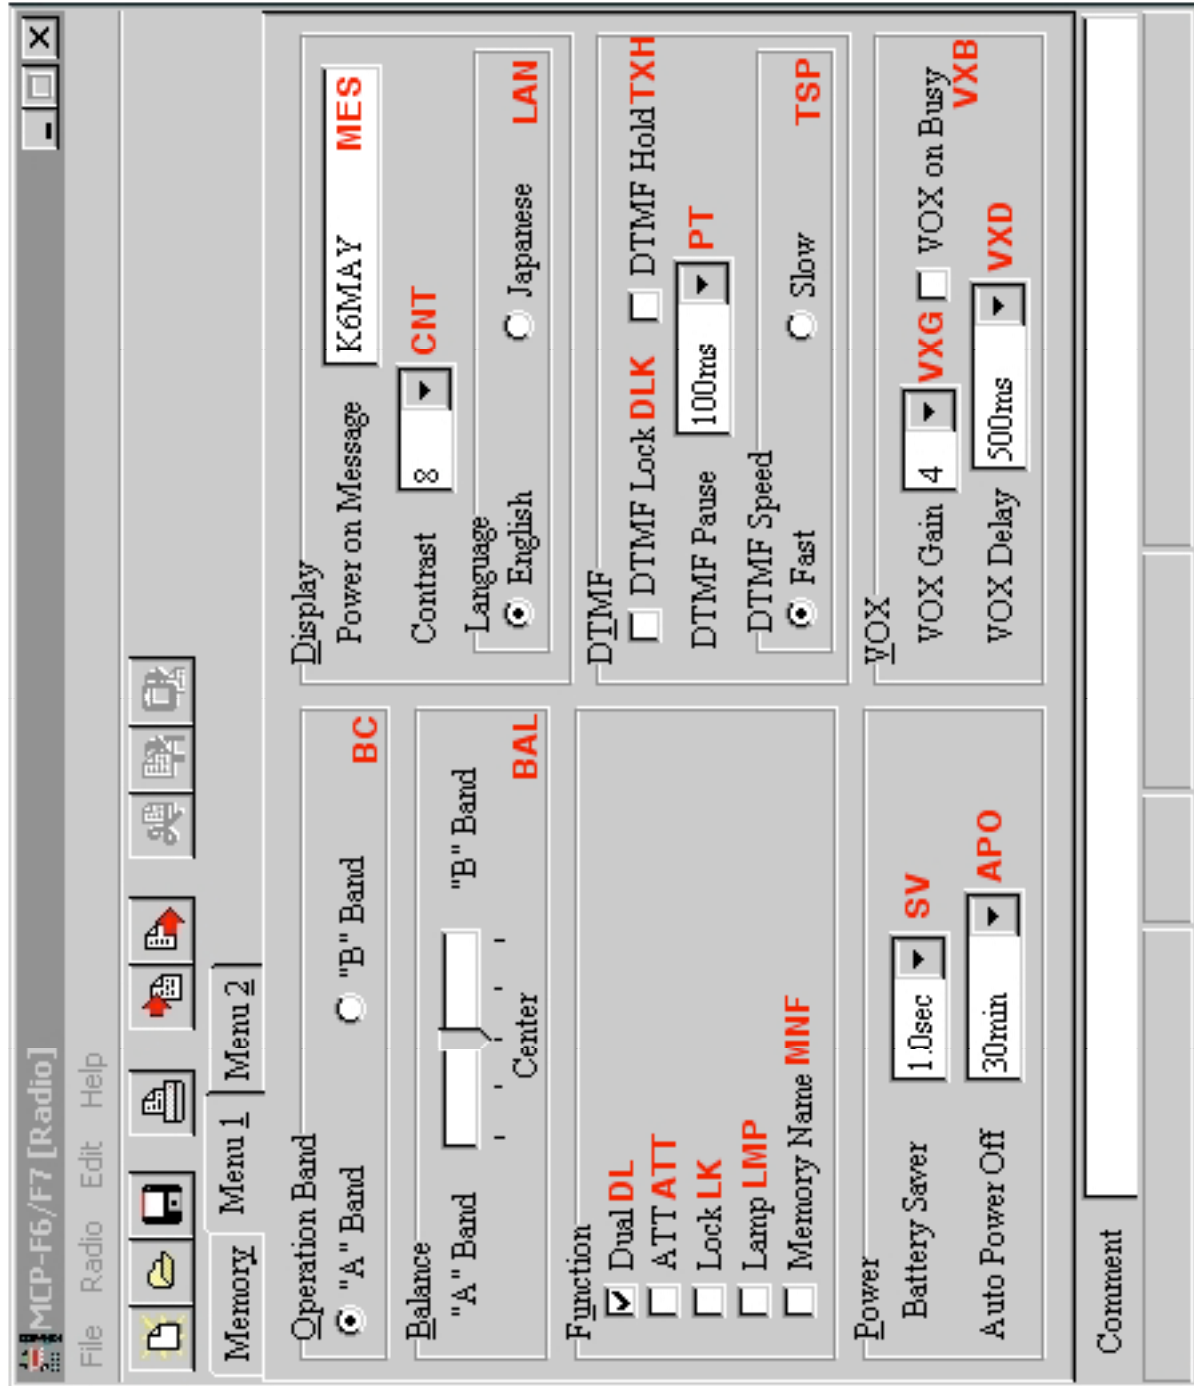 MCP-F6/F7 [Radio]
File Radio Edit Help
Memory Menu 1 Menu 2
Operation Band
"A" Band "B" Band BC
Balance
"A" Band "B" Band
Center BAL
Function
Dual DL
ATT ATT
Lock LK
Lamp LMP
Memory Name MNF
Power
Battery Saver 1.0sec SV
Auto Power Off 30min APO
Display
Power on Message K6MAY MES
Contrast 8 CNT
Language
English Japanese LAN
DTMF
DTMF Lock DLK DTMF Hold TXH
DTMF Pause 100ms PT
DTMF Speed
Fast Slow TSP
VOX
VOX Gain 4 VXG VOX on Busy
VXB
VOX Delay 500ms VXD
Comment